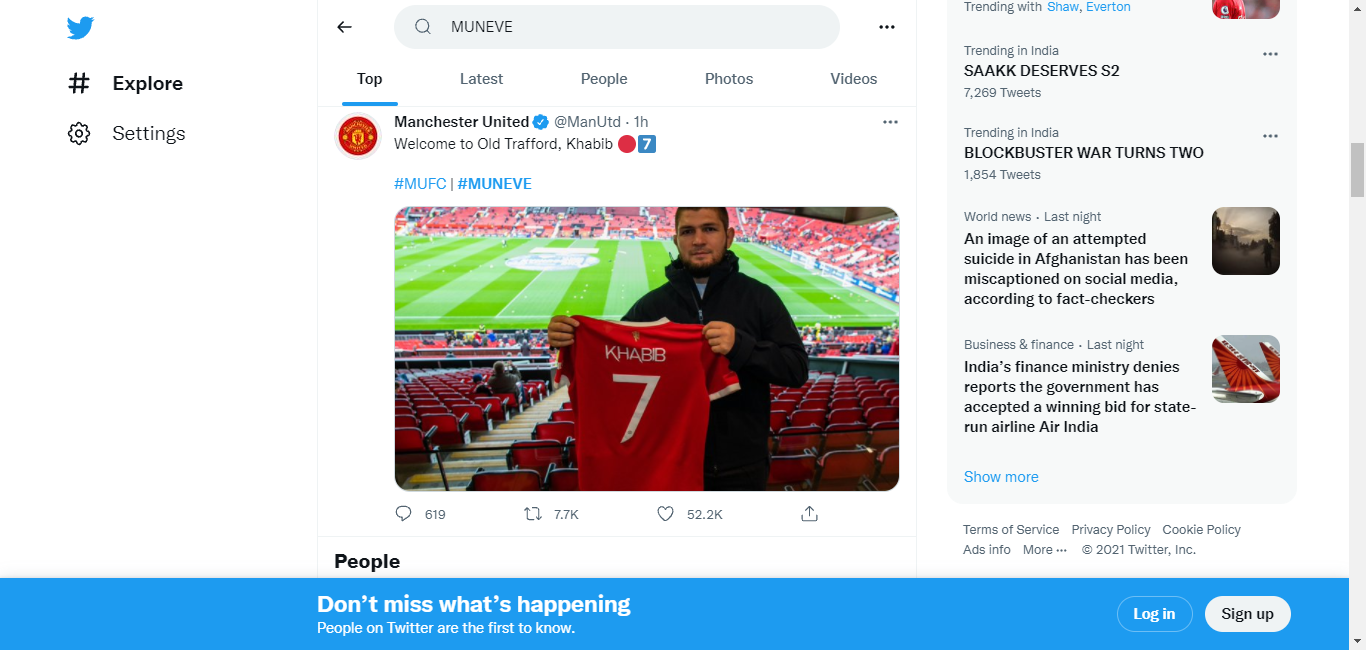 MUNEVE
Explore
Settings
Top Latest People Photos Videos
Manchester United @ManUtd · 1h
Welcome to Old Trafford, Khabib 🔴7️⃣
#MUFC | #MUNEVE
KHABIB
7
619 7.7K 52.2K
People
Trending with Shaw, Everton
Trending in India
SAAKK DESERVES S2
7,269 Tweets
Trending in India
BLOCKBUSTER WAR TURNS TWO
1,854 Tweets
World news · Last night
An image of an attempted
suicide in Afghanistan has been
miscaptioned on social media,
according to fact-checkers
Business & finance · Last night
India’s finance ministry denies
reports the government has
accepted a winning bid for state-
run airline Air India
Show more
Terms of Service Privacy Policy Cookie Policy
Ads info More ··· © 2021 Twitter, Inc.
Don’t miss what’s happening
People on Twitter are the first to know.
Log in Sign up